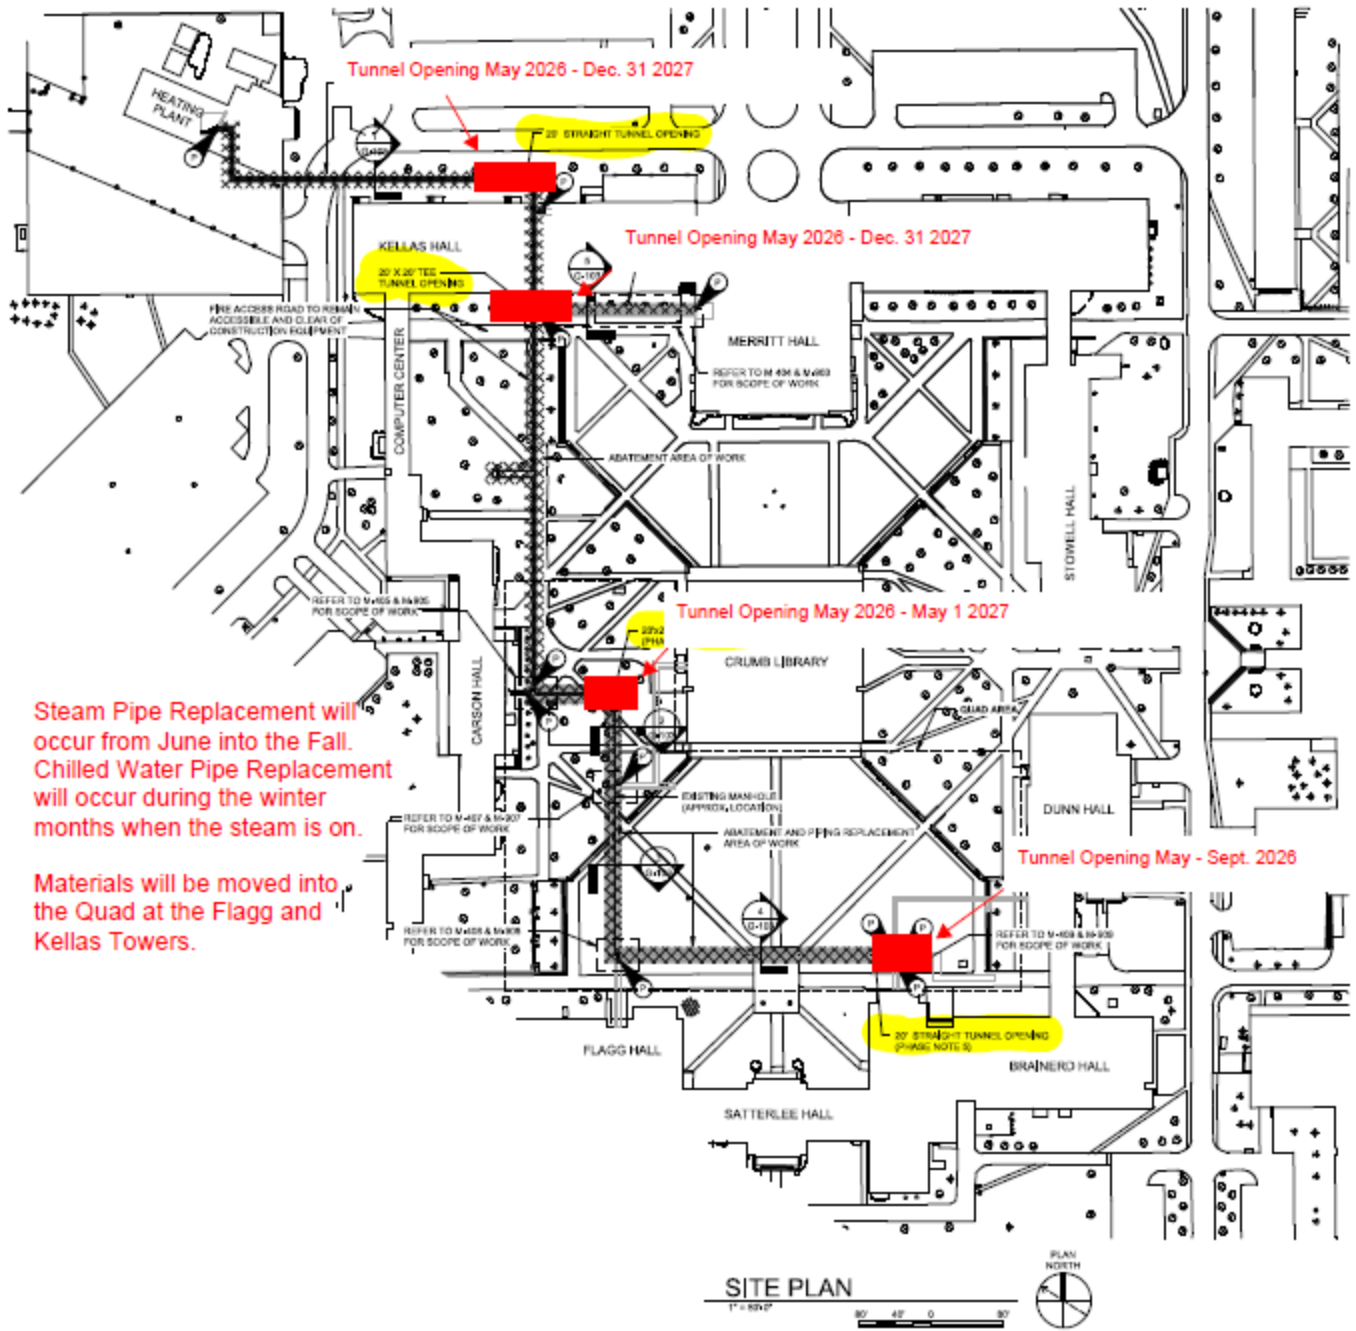 Tunnel Opening May 2026 - Dec. 31 2027
HEATING
PLANT
20' STRAIGHT TUNNEL OPENING
Tunnel Opening May 2026 - Dec. 31 2027
KELLAS HALL
20' X 20' TEE
TUNNEL OPENING
FIRE ACCESS ROAD TO REMAIN
ACCESSIBLE AND CLEAR OF
CONSTRUCTION EQUIPMENT
COMPUTER CENTER
MERRITT HALL
REFER TO M-404 & M-903
FOR SCOPE OF WORK
ABATEMENT AREA OF WORK
STOWELL HALL
REFER TO M-405 & M-905
FOR SCOPE OF WORK
Tunnel Opening May 2026 - May 1 2027
CRUMB LIBRARY
CARSON HALL
QUAD AREA
Steam Pipe Replacement will
occur from June into the Fall.
Chilled Water Pipe Replacement
will occur during the winter
months when the steam is on.
Materials will be moved into
the Quad at the Flagg and
Kellas Towers.
EXISTING MANHOLE
(APPROX. LOCATION)
DUNN HALL
REFER TO M-407 & M-907
FOR SCOPE OF WORK
ABATEMENT AND PIPING REPLACEMENT
AREA OF WORK
Tunnel Opening May - Sept. 2026
REFER TO M-408 & M-908
FOR SCOPE OF WORK
REFER TO M-409 & M-909
FOR SCOPE OF WORK
20' STRAIGHT TUNNEL OPENING
(PHASE NOTE 5)
FLAGG HALL
BRAINERD HALL
SATTERLEE HALL
PLAN
NORTH
SITE PLAN
1" = 80'-0"
80' 40' 0 80'